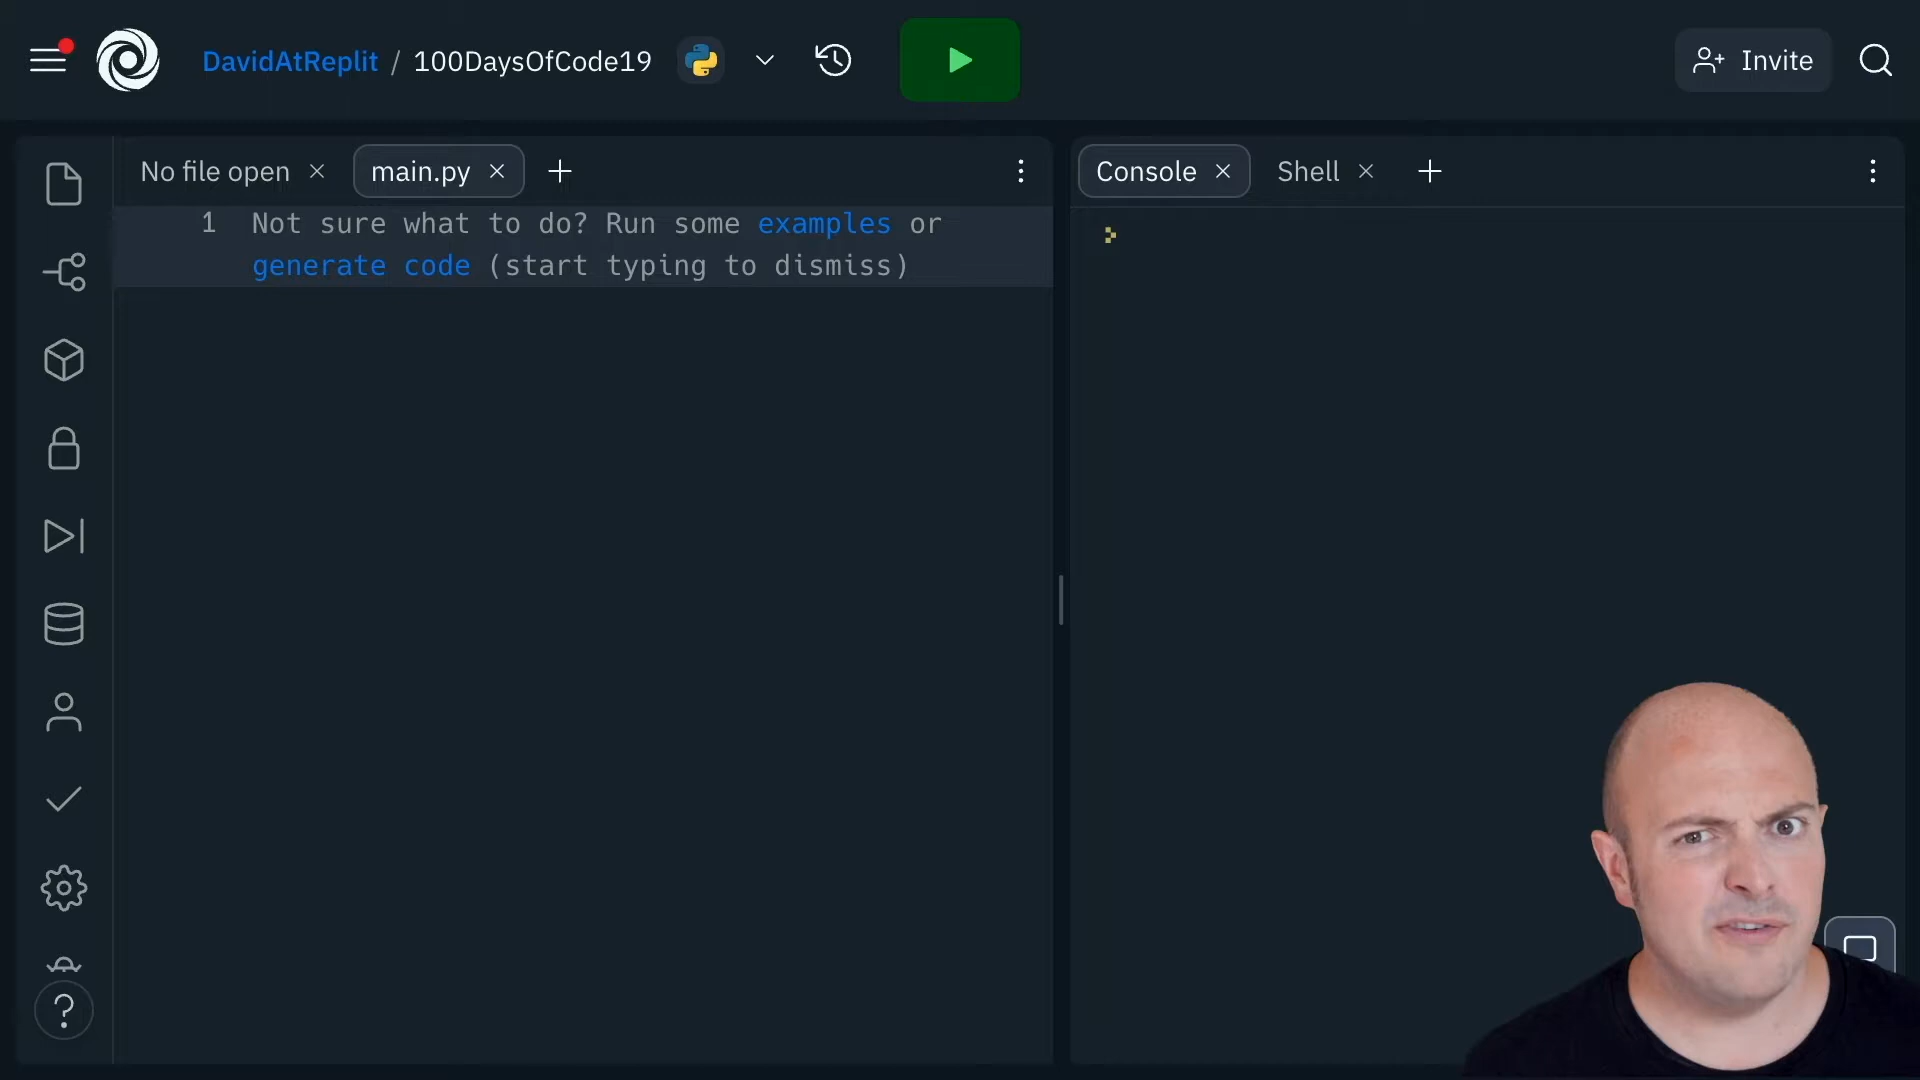 DavidAtReplit / 100DaysOfCode19
Invite
No file open
main.py
Console
Shell
1 Not sure what to do? Run some examples or
generate code (start typing to dismiss)
?